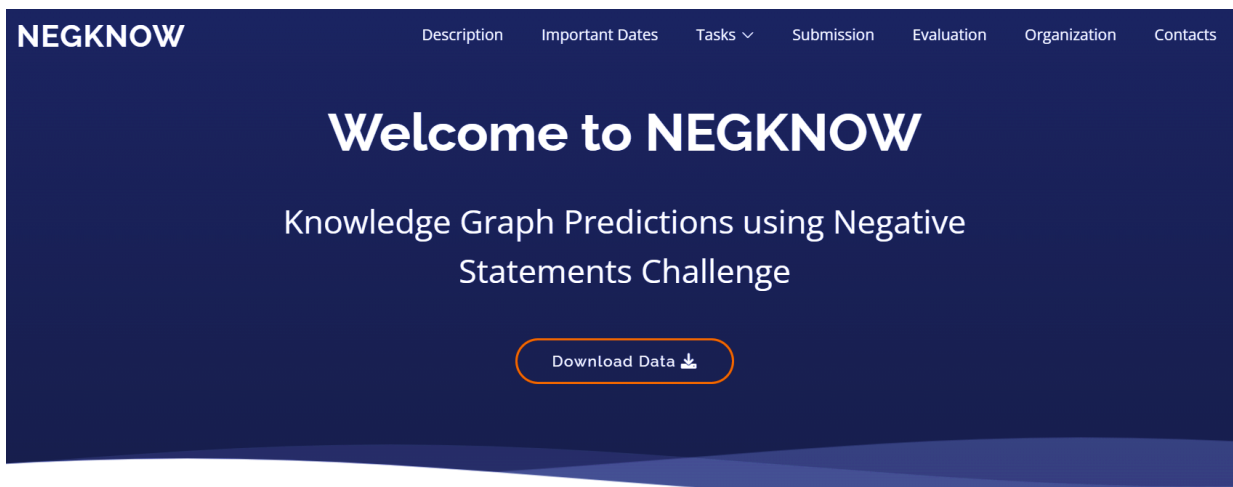 NEGKNOW
Description Important Dates Tasks Submission Evaluation Organization Contacts
Welcome to NEGKNOW
Knowledge Graph Predictions using Negative
Statements Challenge
Download Data